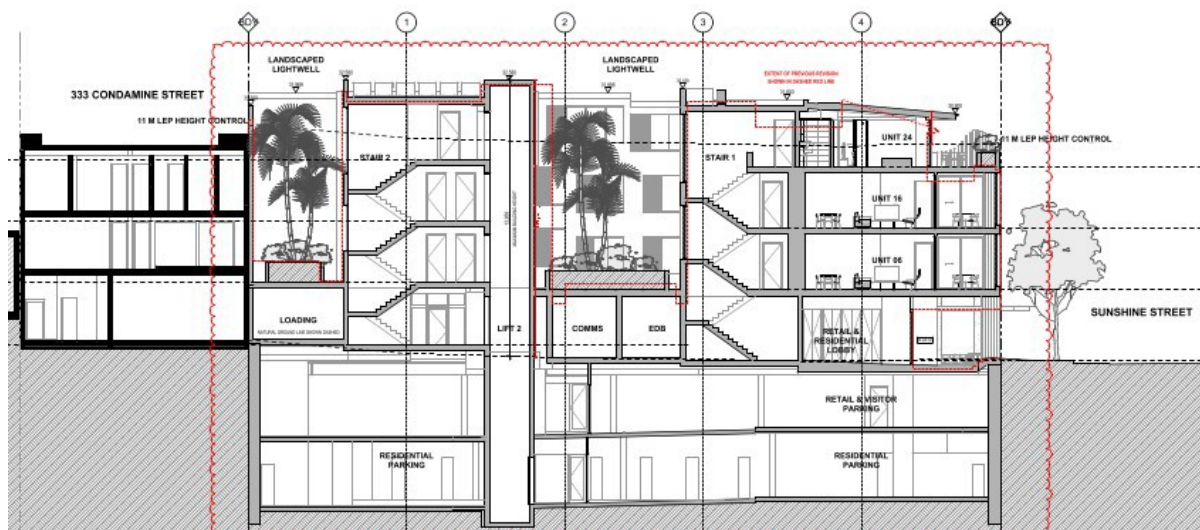 BDY
1
2
3
4
BDY
LANDSCAPED
LIGHTWELL
LANDSCAPED
LIGHTWELL
EXTENT OF PREVIOUS REVISION
SHOWN IN DASHED RED LINE
333 CONDAMINE STREET
11 M LEP HEIGHT CONTROL
UNIT 24
11 M LEP HEIGHT CONTROL
STAIR 2
STAIR 1
UNIT 16
UNIT 06
SUNSHINE STREET
LOADING
NATURAL GROUND LINE SHOWN DASHED
LIFT 2
COMMS
EDB
RETAIL &
RESIDENTIAL
LOBBY
RETAIL & VISITOR
PARKING
RESIDENTIAL
PARKING
RESIDENTIAL
PARKING